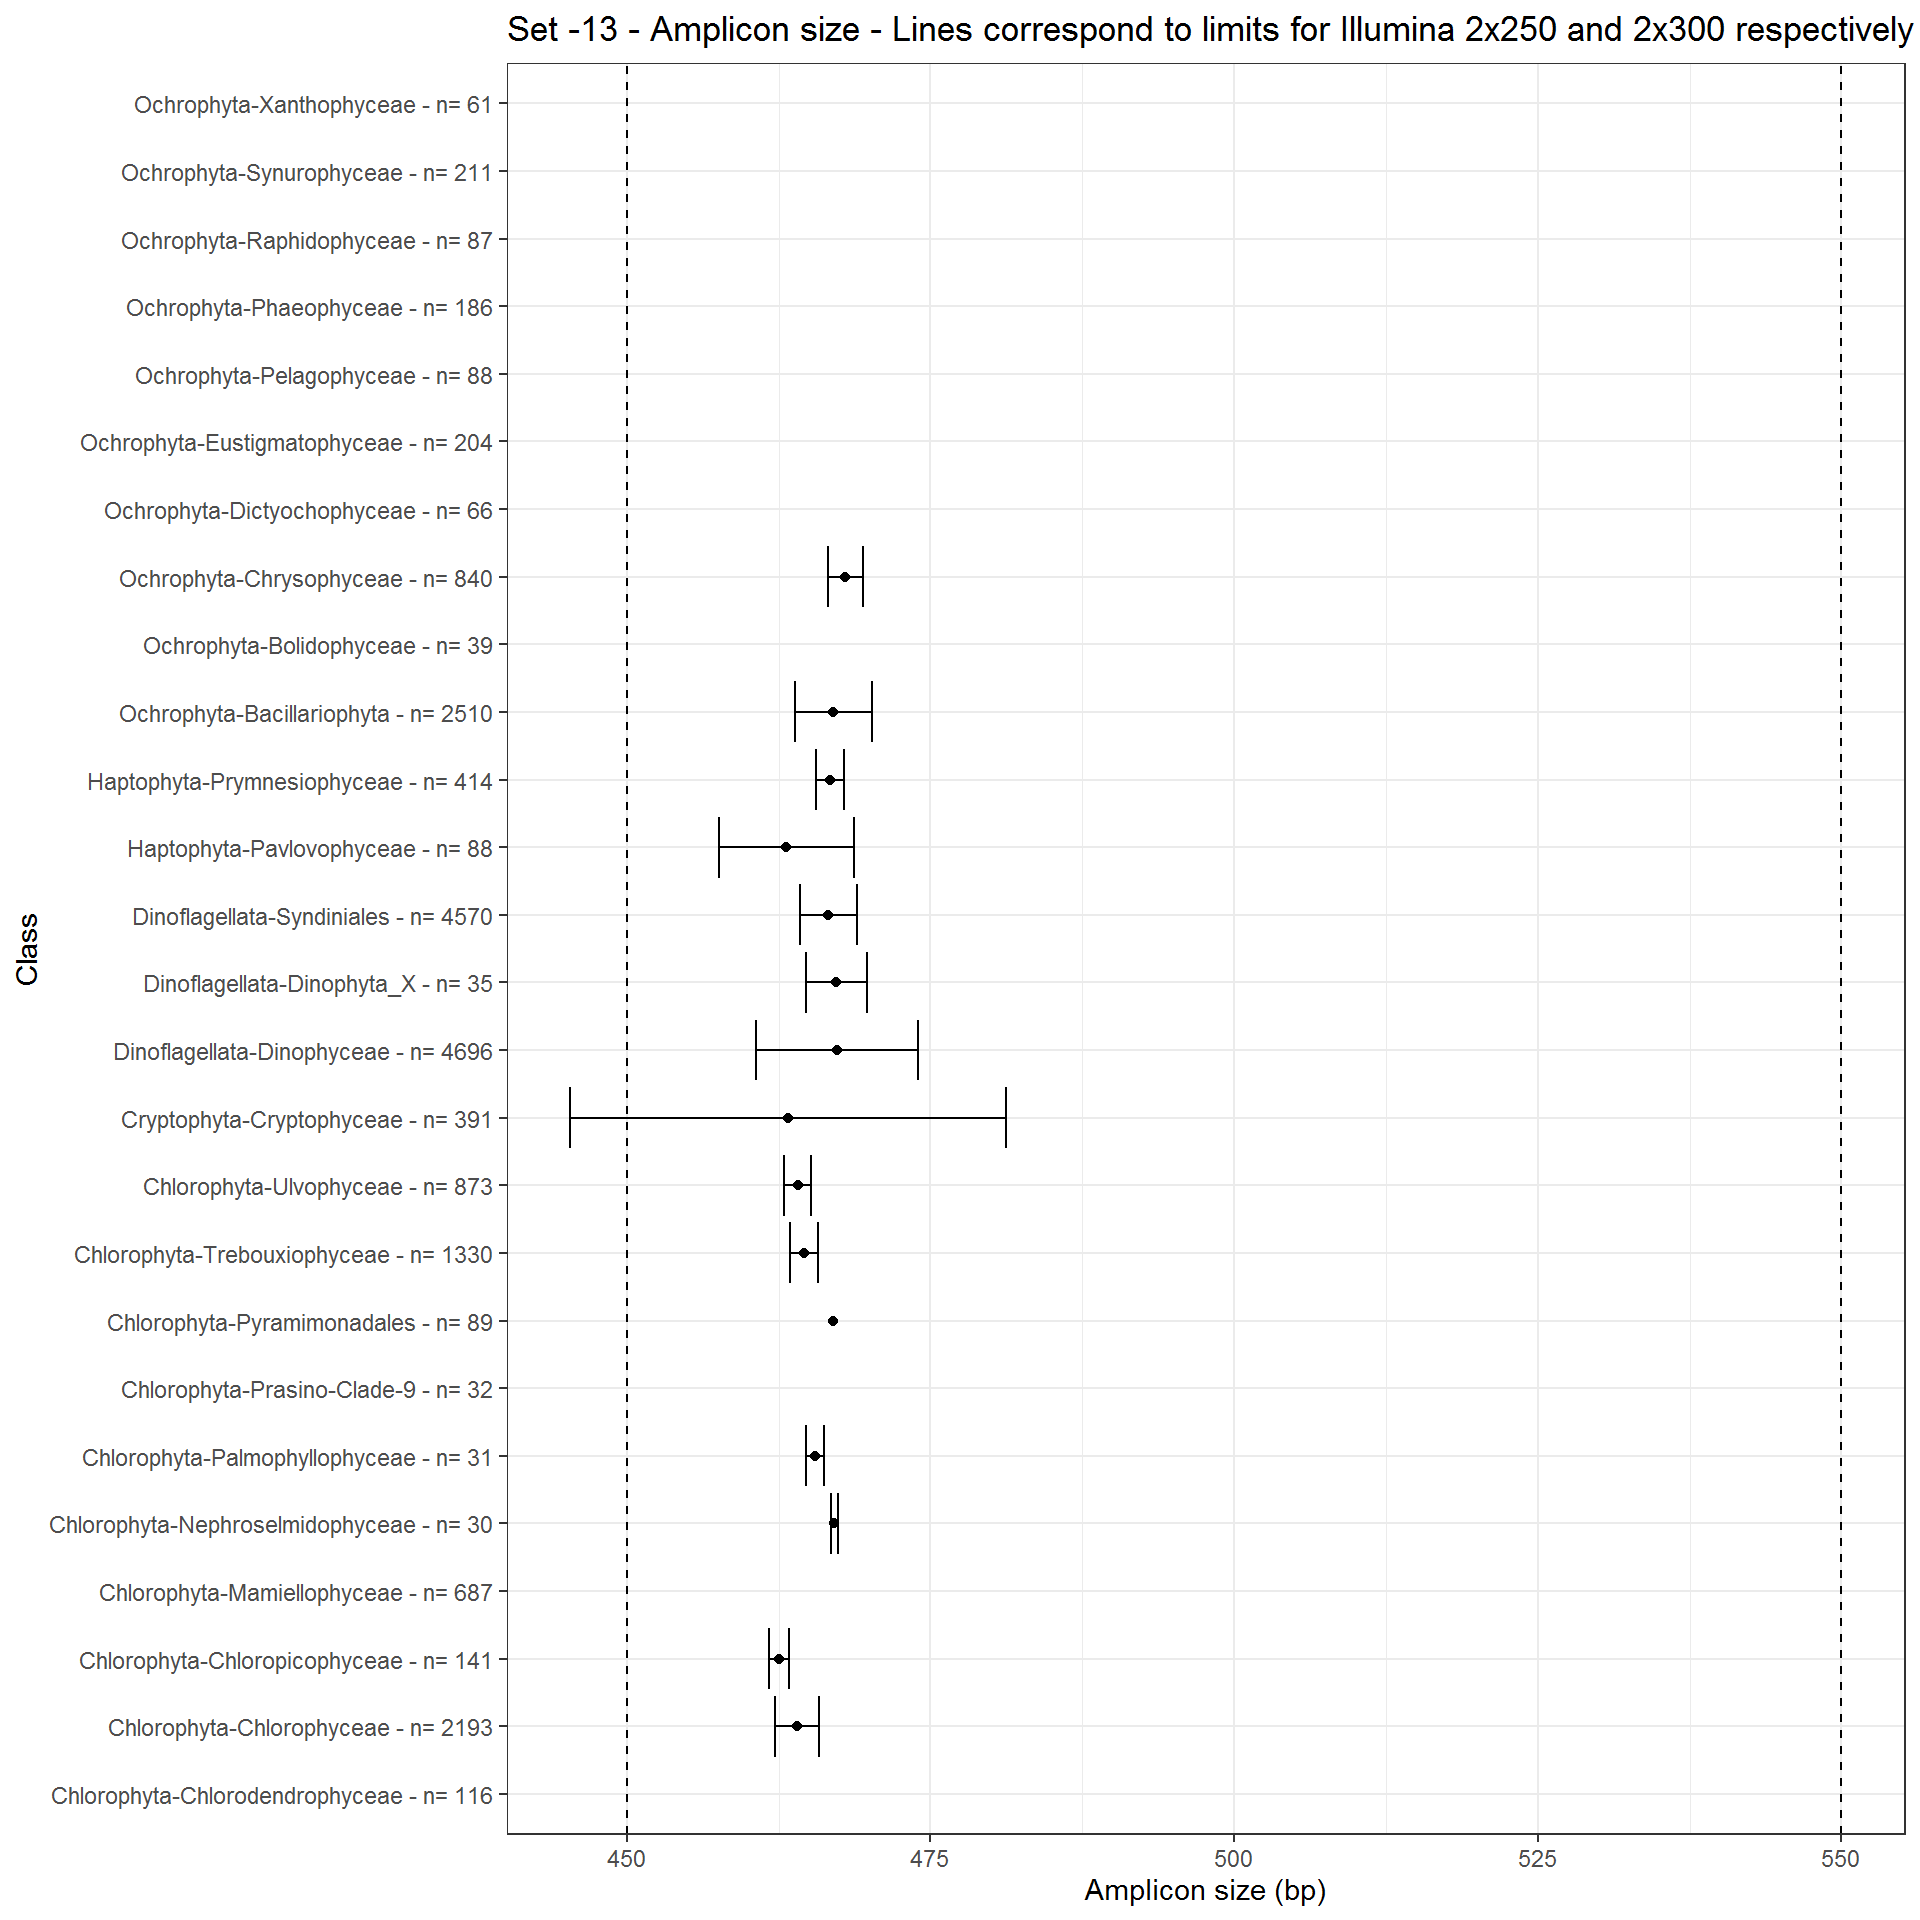 Set -13 - Amplicon size - Lines correspond to limits for Illumina 2x250 and 2x300 respectively
Ochrophyta-Xanthophyceae - n= 61
Ochrophyta-Synurophyceae - n= 211
Ochrophyta-Raphidophyceae - n= 87
Ochrophyta-Phaeophyceae - n= 186
Ochrophyta-Pelagophyceae - n= 88
Ochrophyta-Eustigmatophyceae - n= 204
Ochrophyta-Dictyochophyceae - n= 66
Ochrophyta-Chrysophyceae - n= 840
Ochrophyta-Bolidophyceae - n= 39
Ochrophyta-Bacillariophyta - n= 2510
Haptophyta-Prymnesiophyceae - n= 414
Haptophyta-Pavlovophyceae - n= 88
Dinoflagellata-Syndiniales - n= 4570
Dinoflagellata-Dinophyta_X - n= 35
Dinoflagellata-Dinophyceae - n= 4696
Cryptophyta-Cryptophyceae - n= 391
Chlorophyta-Ulvophyceae - n= 873
Chlorophyta-Trebouxiophyceae - n= 1330
Chlorophyta-Pyramimonadales - n= 89
Chlorophyta-Prasino-Clade-9 - n= 32
Chlorophyta-Palmophyllophyceae - n= 31
Chlorophyta-Nephroselmidophyceae - n= 30
Chlorophyta-Mamiellophyceae - n= 687
Chlorophyta-Chloropicophyceae - n= 141
Chlorophyta-Chlorophyceae - n= 2193
Chlorophyta-Chlorodendrophyceae - n= 116
Class
450 475 500 525 550
Amplicon size (bp)